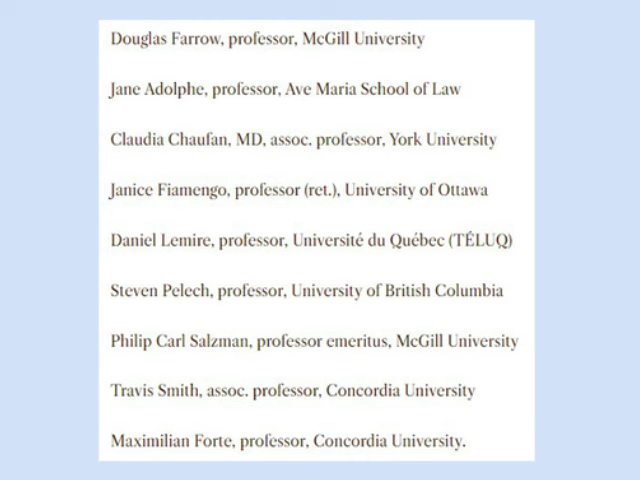 Douglas Farrow, professor, McGill University
Jane Adolphe, professor, Ave Maria School of Law
Claudia Chaufan, MD, assoc. professor, York University
Janice Fiamengo, professor (ret.), University of Ottawa
Daniel Lemire, professor, Université du Québec (TÉLUQ)
Steven Pelech, professor, University of British Columbia
Philip Carl Salzman, professor emeritus, McGill University
Travis Smith, assoc. professor, Concordia University
Maximilian Forte, professor, Concordia University.